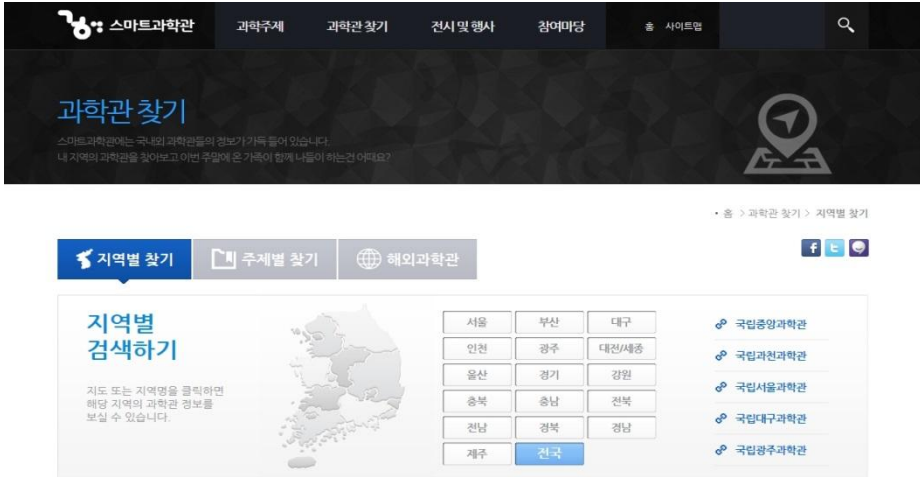 스마트과학관
과학주제 과학관 찾기 전시 및 행사 참여마당 홈 사이트맵
과학관 찾기
스마트과학관에는 국내외 과학관들의 정보가 가득 들어 있습니다.
내 지역의 과학관을 찾아보고 이번 주말에 온 가족이 함께 나들이 하는건 어때요?
• 홈 > 과학관 찾기 > 지역별 찾기
지역별 찾기 주제별 찾기 해외과학관
f t
지역별
검색하기
지도 또는 지역명을 클릭하면
해당 지역의 과학관 정보를
보실 수 있습니다.
서울 부산 대구
인천 광주 대전/세종
울산 경기 강원
충북 충남 전북
전남 경북 경남
제주 전국
국립중앙과학관
국립과천과학관
국립서울과학관
국립대구과학관
국립광주과학관